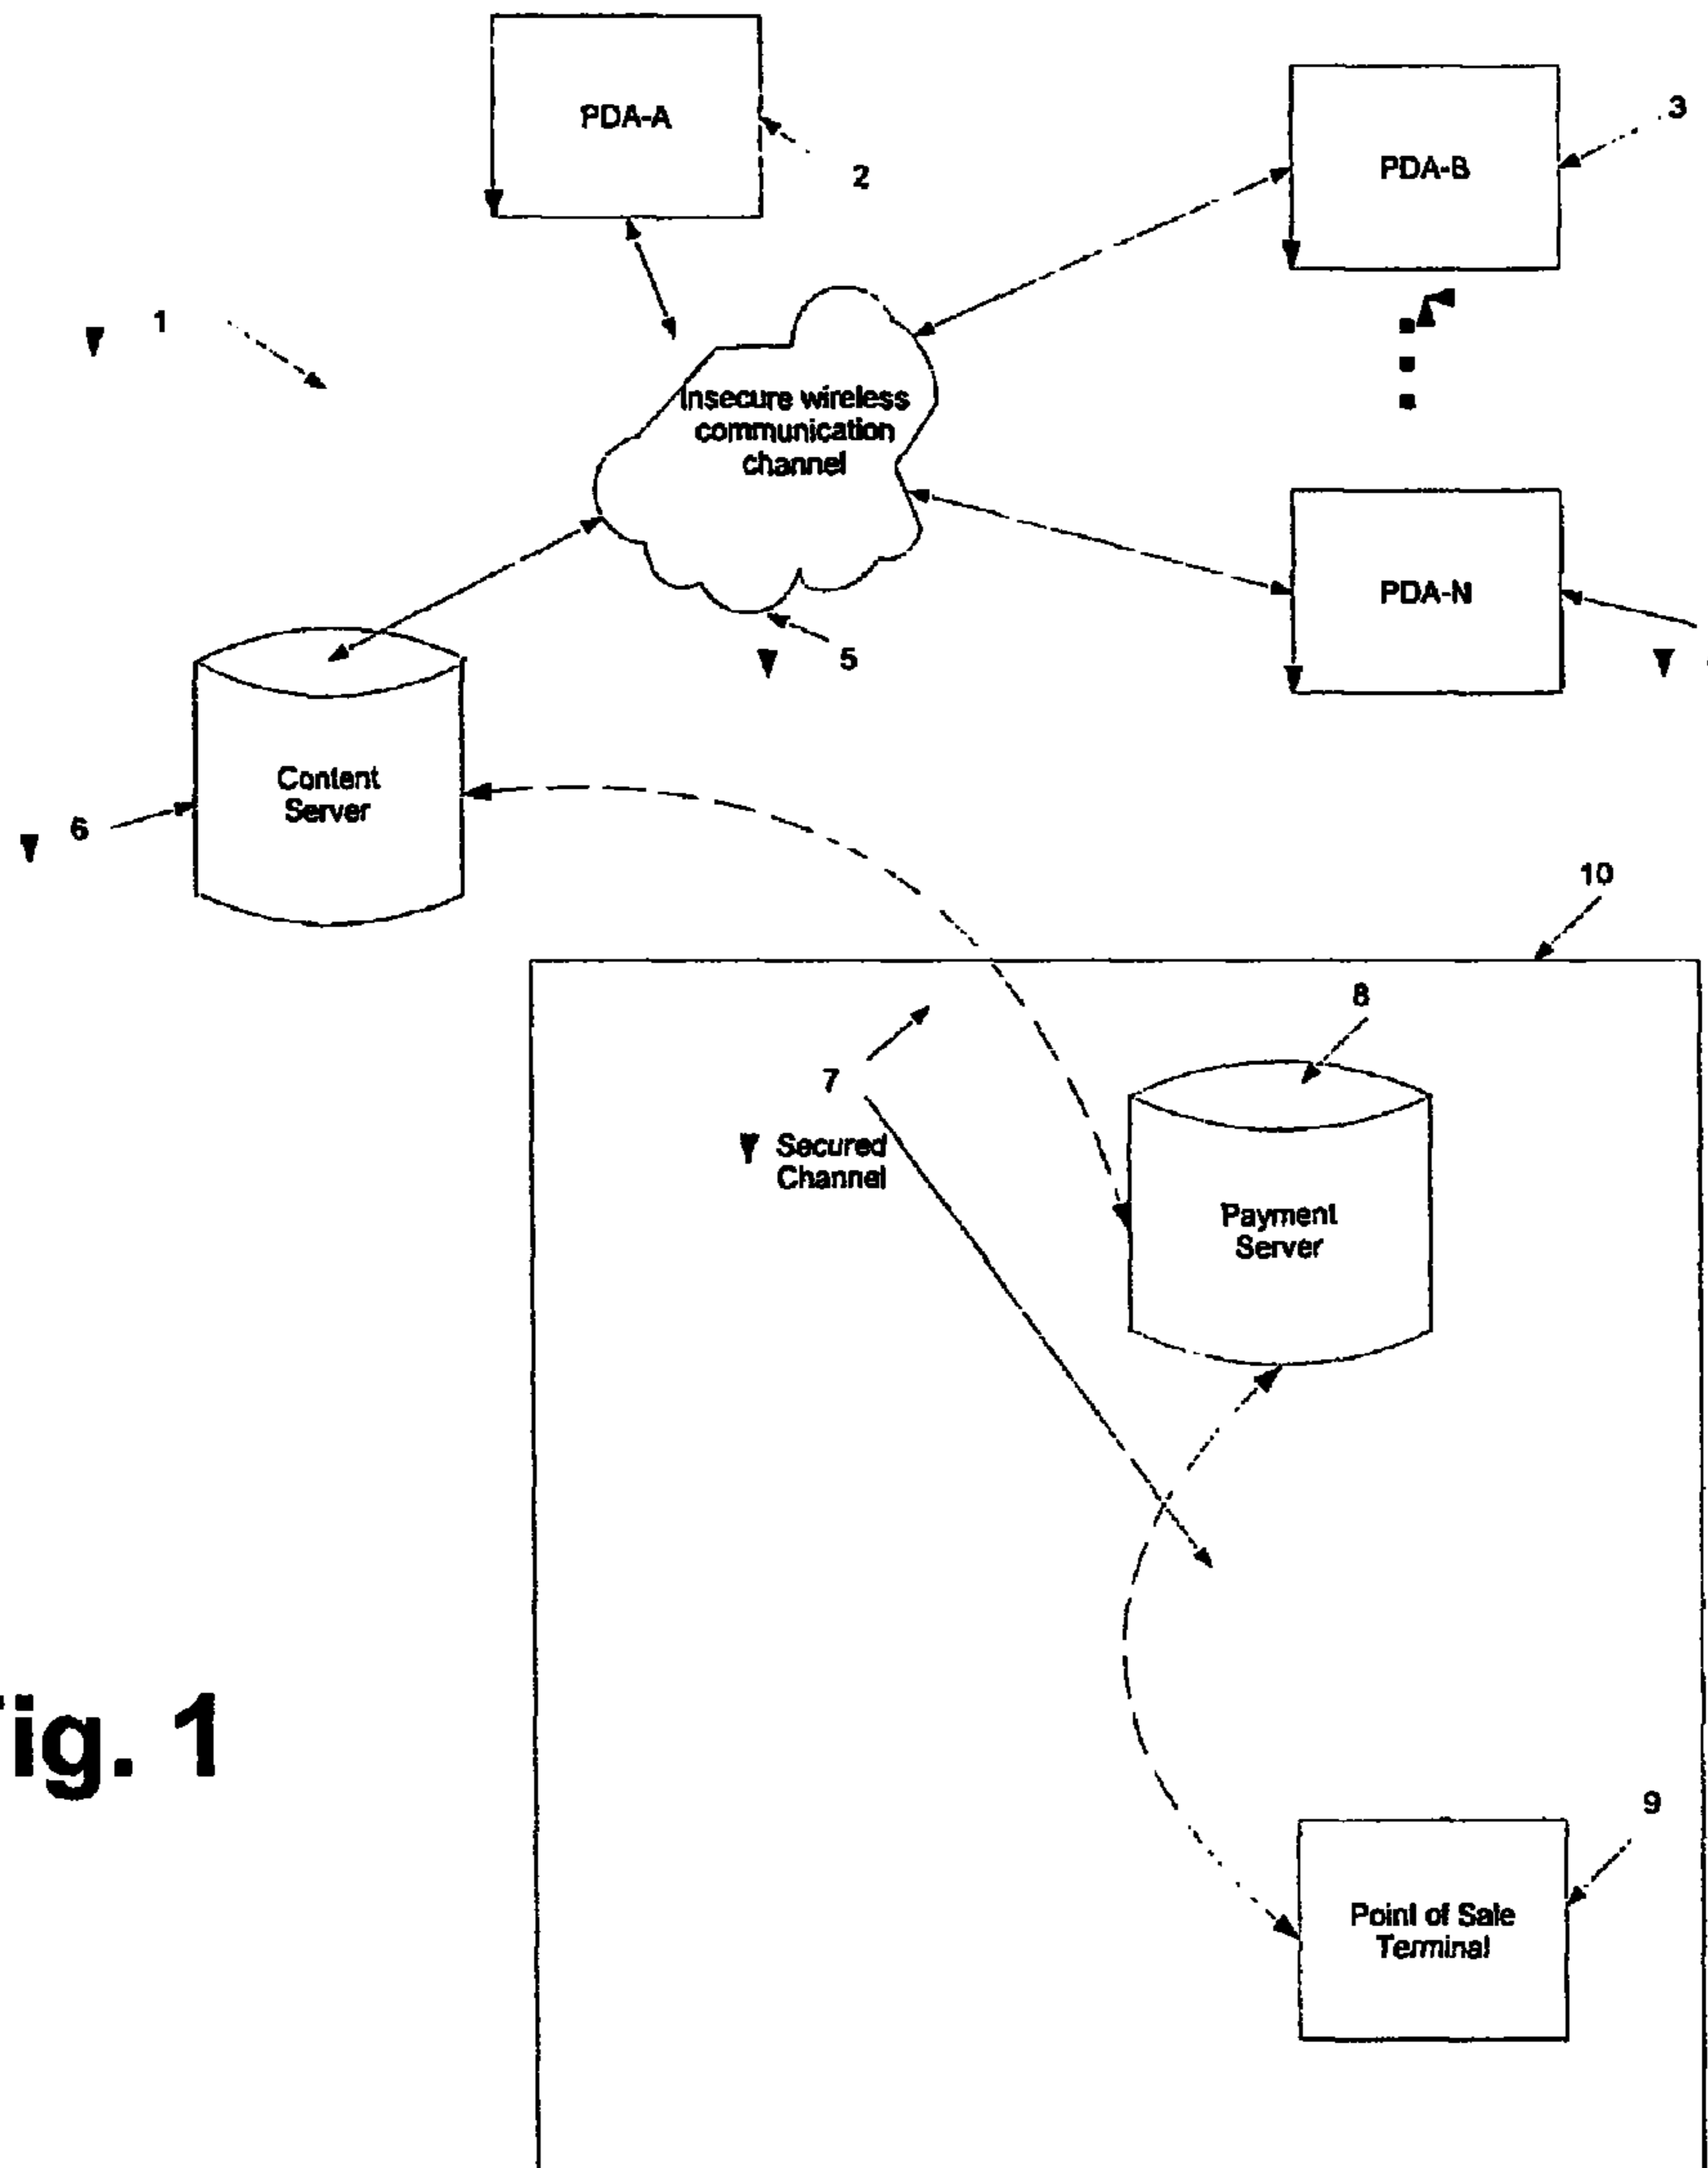 PDA-A
2
PDA-B
3
1
Insecure wireless
communication
channel
PDA-N
5
Content
Server
6
10
8
7
Secured
Channel
Payment
Server
ig. 1
9
Point of Sale
Terminal